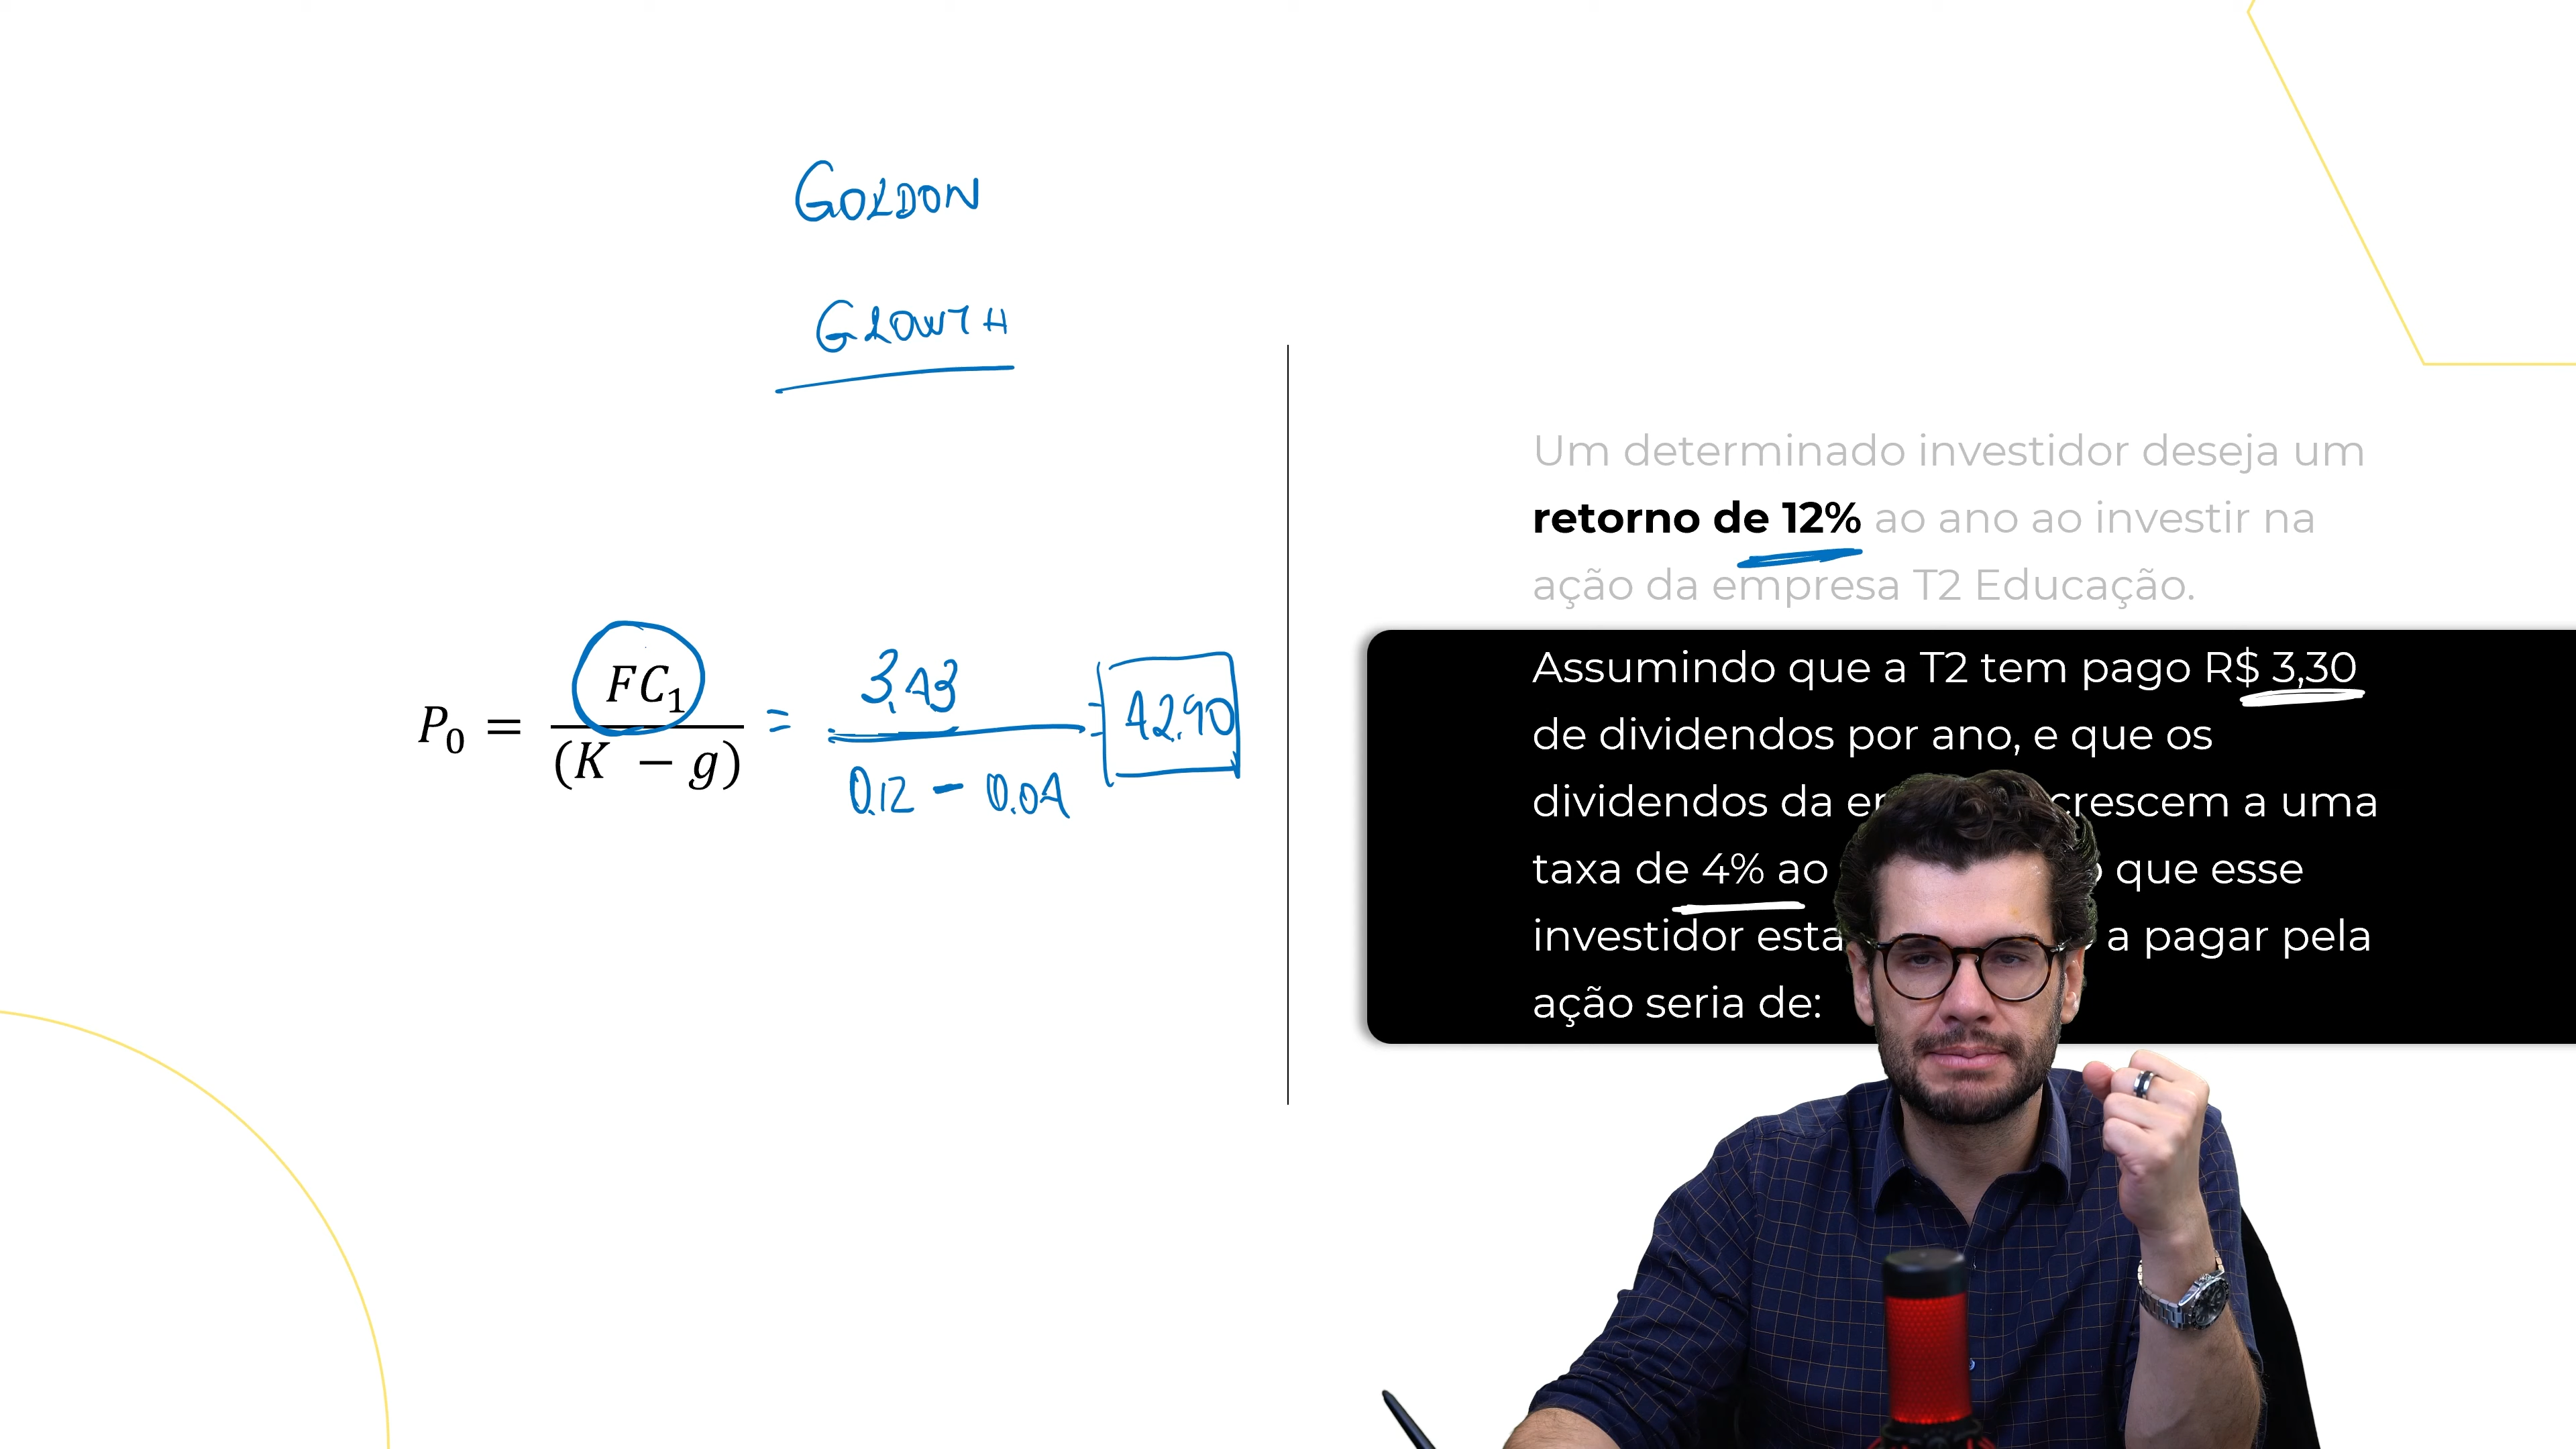 GORDON
GROWTH
P0 = FC1 / (K − g) = 3,43 / 0,12 - 0,04 = 42,90
Um determinado investidor deseja um
retorno de 12% ao ano ao investir na
ação da empresa T2 Educação.
Assumindo que a T2 tem pago R$ 3,30
de dividendos por ano, e que os
dividendos da crescem a uma
taxa de 4% ao que esse
investidor a pagar pela
ação seria de: